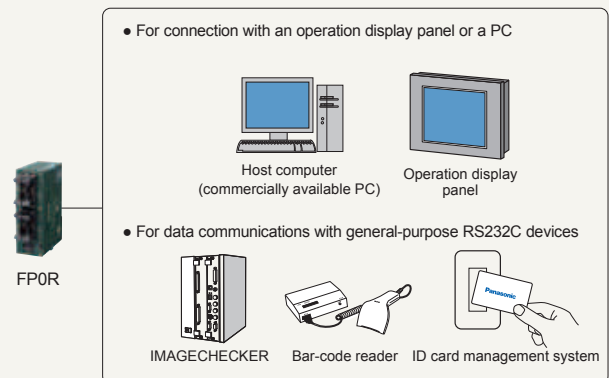 ● For connection with an operation display panel or a PC
Host computer
(commercially available PC)
Operation display
panel
FP0R
● For data communications with general-purpose RS232C devices
Panasonic
IMAGECHECKER
Bar-code reader
ID card management system